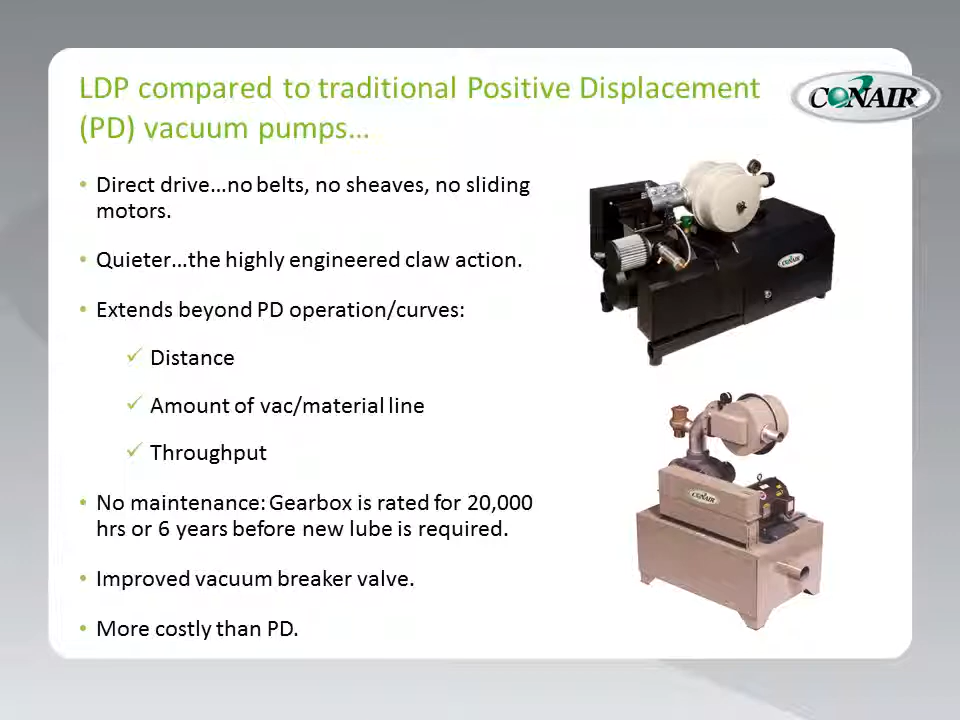 LDP compared to traditional Positive Displacement
(PD) vacuum pumps…
CONAIR
• Direct drive…no belts, no sheaves, no sliding
motors.
• Quieter…the highly engineered claw action.
• Extends beyond PD operation/curves:
✓ Distance
✓ Amount of vac/material line
✓ Throughput
• No maintenance: Gearbox is rated for 20,000
hrs or 6 years before new lube is required.
• Improved vacuum breaker valve.
• More costly than PD.
CONAIR
CONAIR